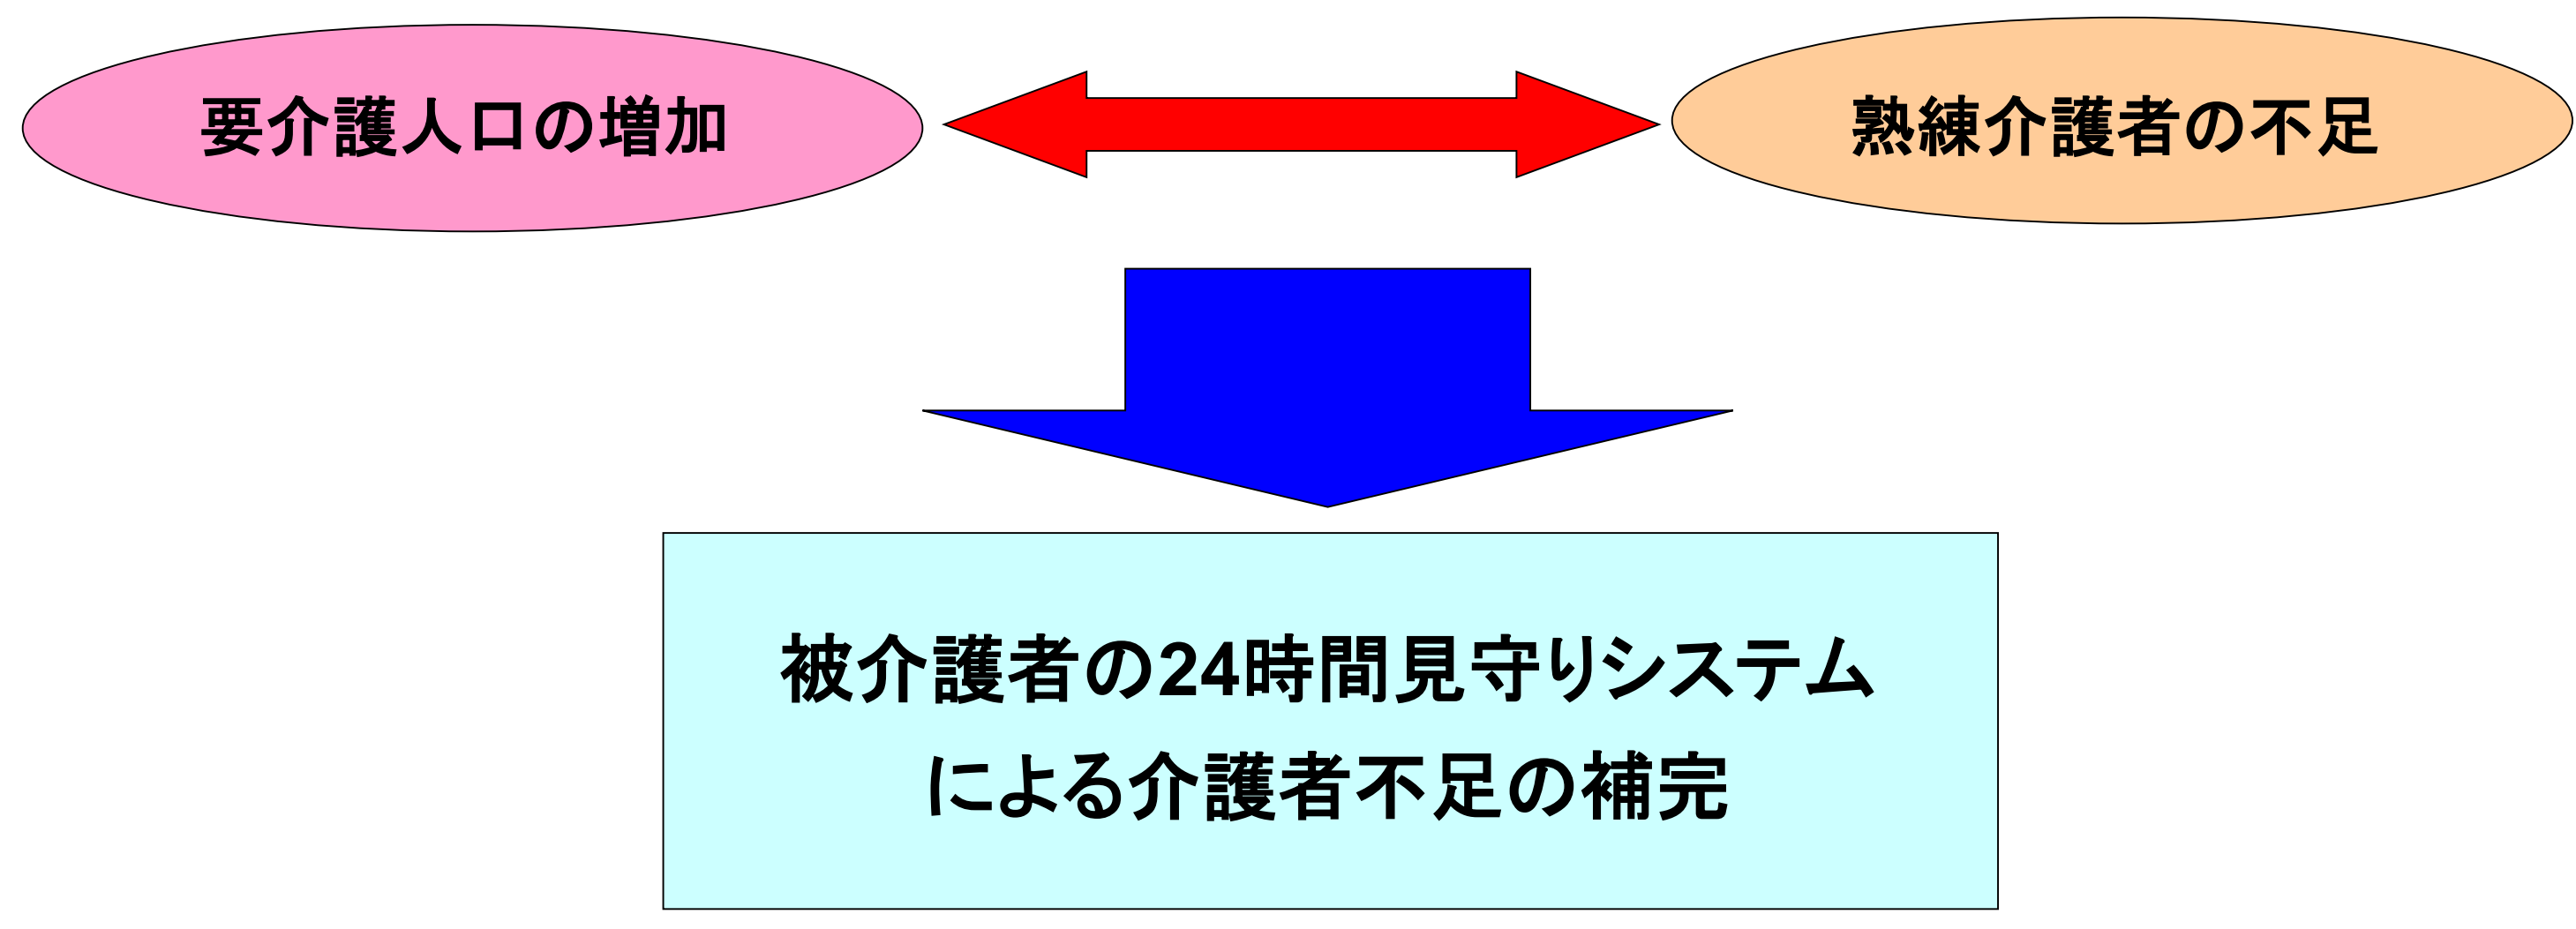 要介護人口の増加
熟練介護者の不足
被介護者の24時間見守りシステム
による介護者不足の補完